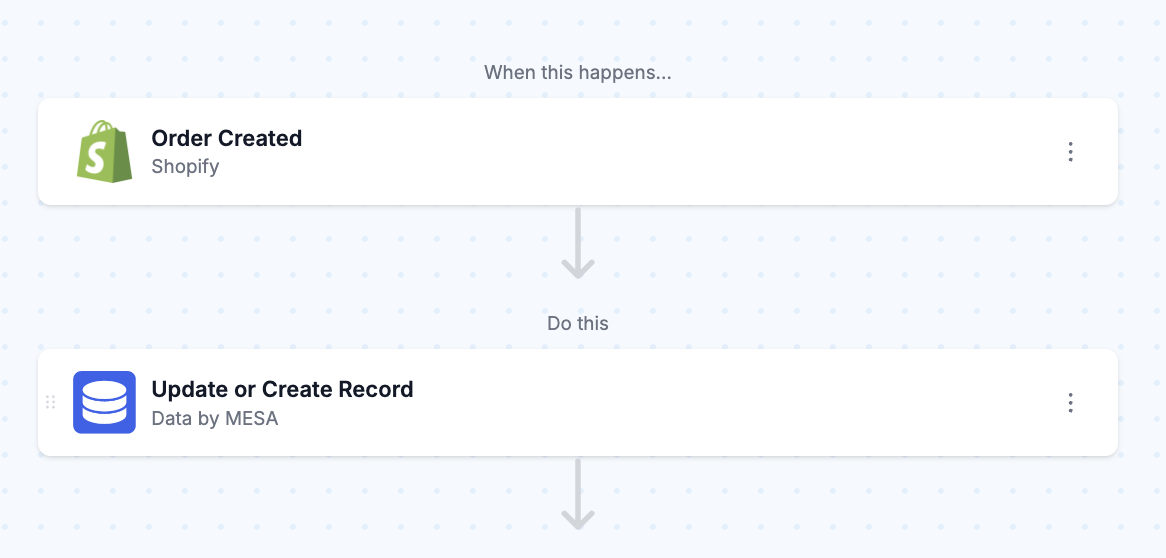 When this happens...
Order Created
Shopify
Do this
Update or Create Record
Data by MESA